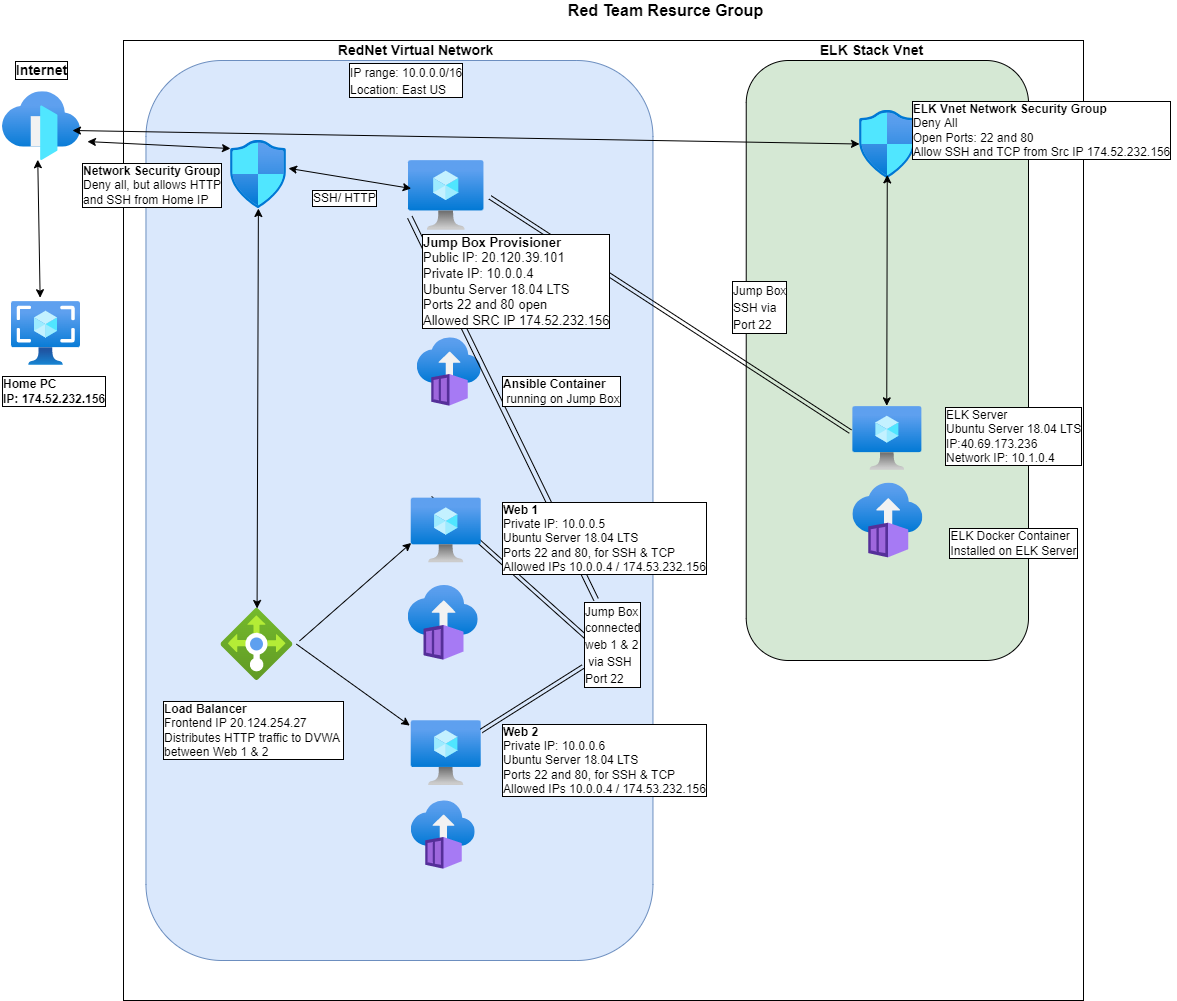 Red Team Resurce Group
RedNet Virtual Network
ELK Stack Vnet
IP range: 10.0.0.0/16
Location: East US
Internet
ELK Vnet Network Security Group
Deny All
Open Ports: 22 and 80
Allow SSH and TCP from Src IP 174.52.232.156
Network Security Group
Deny all, but allows HTTP
and SSH from Home IP
SSH/ HTTP
Jump Box Provisioner
Public IP: 20.120.39.101
Private IP: 10.0.0.4
Ubuntu Server 18.04 LTS
Ports 22 and 80 open
Allowed SRC IP 174.52.232.156
Jump Box
SSH via
Port 22
Home PC
IP: 174.52.232.156
Ansible Container
running on Jump Box
ELK Server
Ubuntu Server 18.04 LTS
IP:40.69.173.236
Network IP: 10.1.0.4
Web 1
Private IP: 10.0.0.5
Ubuntu Server 18.04 LTS
Ports 22 and 80, for SSH & TCP
Allowed IPs 10.0.0.4 / 174.53.232.156
ELK Docker Container
Installed on ELK Server
Jump Box
connected
web 1 & 2
via SSH
Port 22
Load Balancer
Frontend IP 20.124.254.27
Distributes HTTP traffic to DVWA
between Web 1 & 2
Web 2
Private IP: 10.0.0.6
Ubuntu Server 18.04 LTS
Ports 22 and 80, for SSH & TCP
Allowed IPs 10.0.0.4 / 174.53.232.156